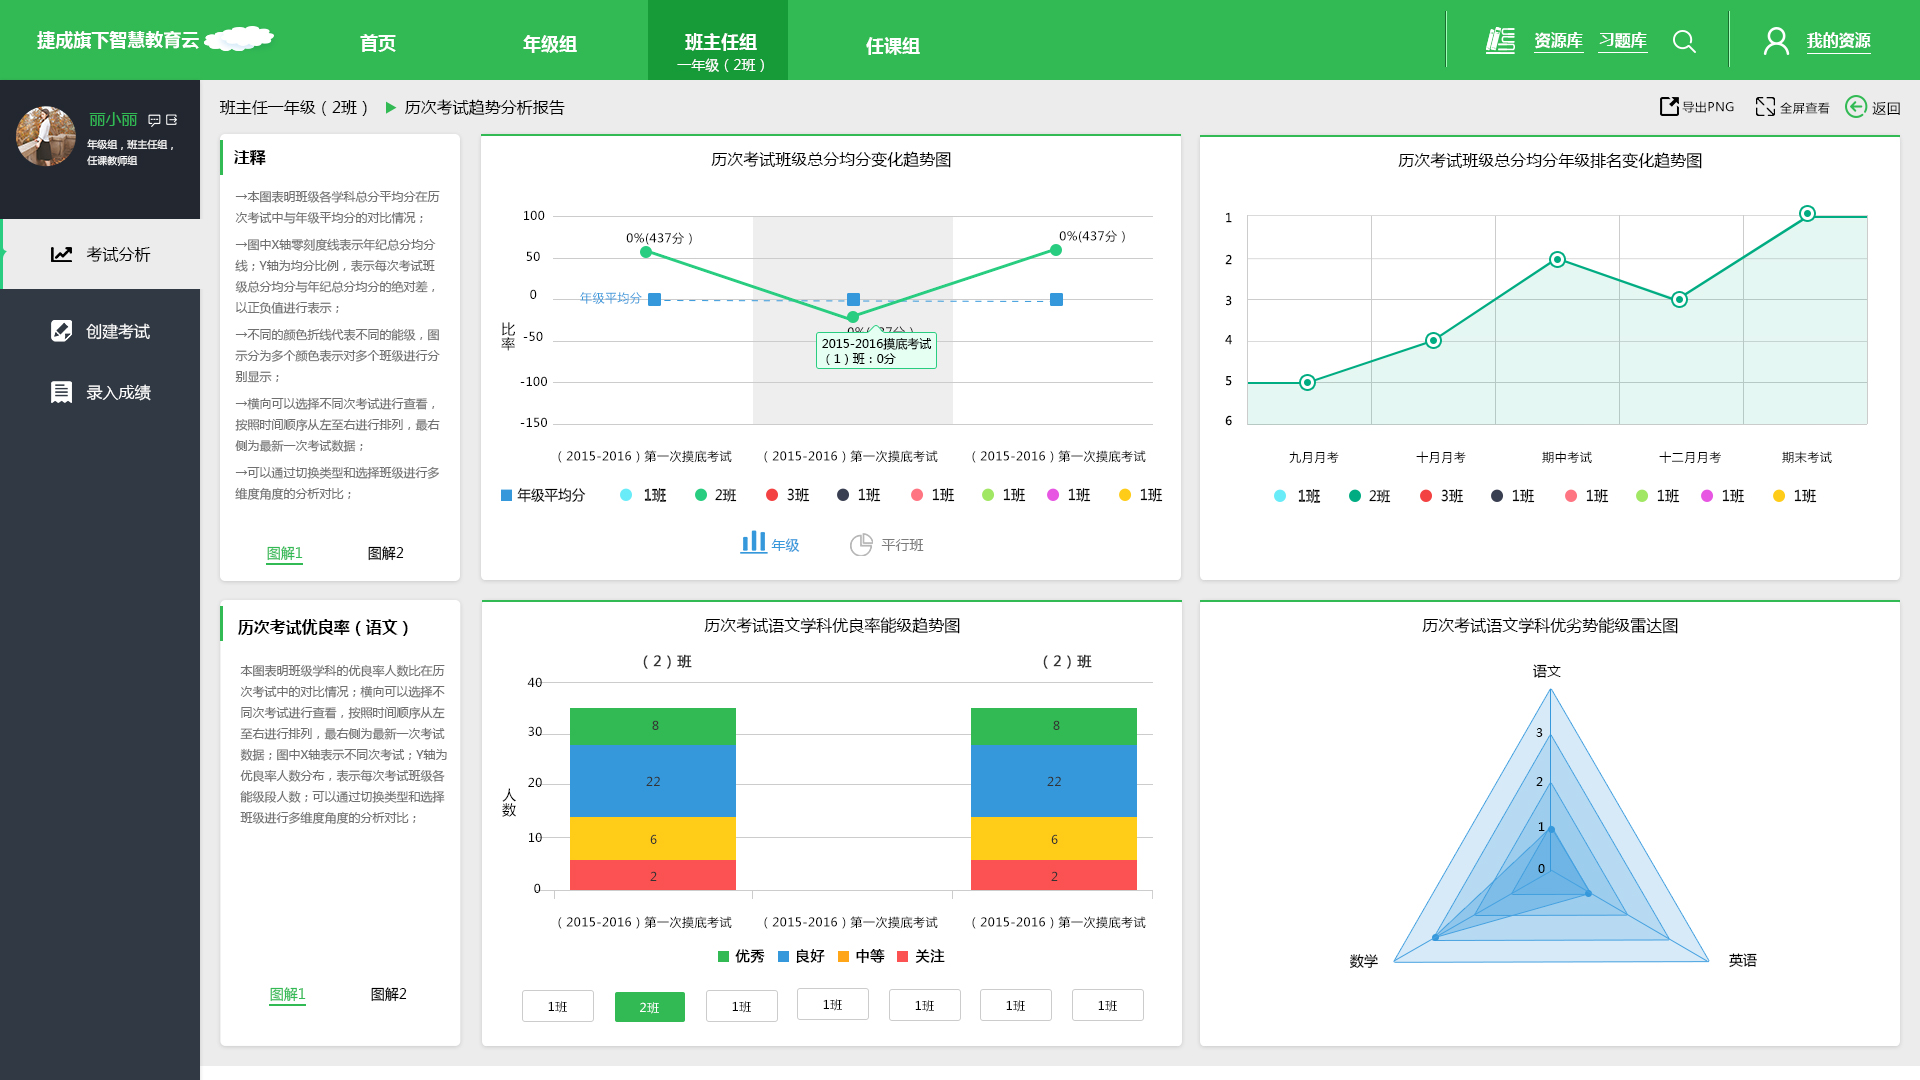 捷成旗下智慧教育云
首页
年级组
班主任组
一年级（2班）
任课组
资源库
习题库
我的资源
丽小丽
年级组，班主任组，
任课教师组
考试分析
创建考试
录入成绩
班主任一年级（2班）
历次考试趋势分析报告
导出PNG
全屏查看
返回
注释
→本图表明班级各学科总分平均分在历
次考试中与年级平均分的对比情况；
→图中X轴零刻度线表示年纪总分均分
线；Y轴为均分比例，表示每次考试班
级总分均分与年纪总分均分的绝对差，
以正负值进行表示；
→不同的颜色折线代表不同的能级，图
示分为多个颜色表示对多个班级进行分
别显示；
→横向可以选择不同次考试进行查看，
按照时间顺序从左至右进行排列，最右
侧为最新一次考试数据；
→可以通过切换类型和选择班级进行多
维度角度的分析对比；
图解1
图解2
历次考试班级总分均分变化趋势图
100
50
0
-50
-100
-150
比率
0%(437分）
0%(437分）
年级平均分
2015-2016摸底考试
（1）班：0分
（2015-2016）第一次摸底考试
（2015-2016）第一次摸底考试
（2015-2016）第一次摸底考试
年级平均分
1班
2班
3班
1班
1班
1班
1班
1班
年级
平行班
历次考试班级总分均分年级排名变化趋势图
1
2
3
4
5
6
九月月考
十月月考
期中考试
十二月月考
期末考试
1班
2班
3班
1班
1班
1班
1班
1班
历次考试优良率（语文）
本图表明班级学科的优良率人数比在历
次考试中的对比情况；横向可以选择不
同次考试进行查看，按照时间顺序从左
至右进行排列，最右侧为最新一次考试
数据；图中X轴表示不同次考试；Y轴为
优良率人数分布，表示每次考试班级各
能级段人数；可以通过切换类型和选择
班级进行多维度角度的分析对比；
图解1
图解2
历次考试语文学科优良率能级趋势图
（2）班
（2）班
40
30
20
10
0
人数
8
22
6
2
8
22
6
2
（2015-2016）第一次摸底考试
（2015-2016）第一次摸底考试
（2015-2016）第一次摸底考试
优秀
良好
中等
关注
1班
2班
1班
1班
1班
1班
1班
历次考试语文学科优劣势能级雷达图
语文
3
2
1
0
数学
英语